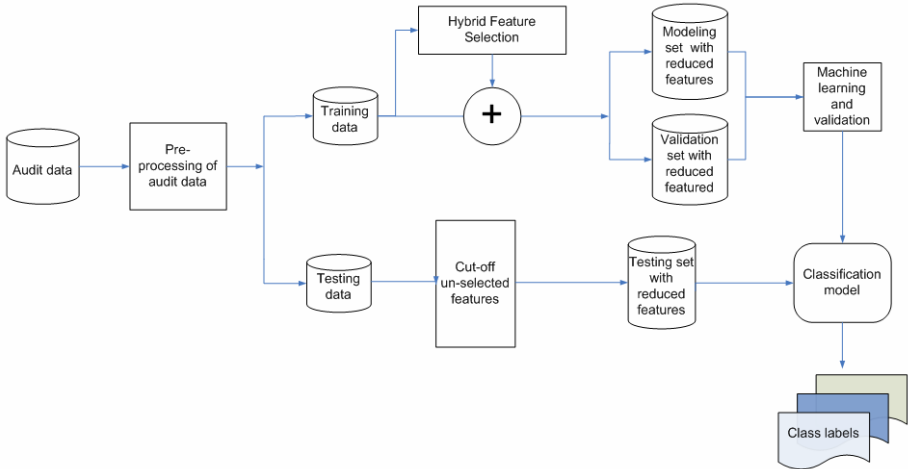 Hybrid Feature
Selection
Modeling
set with
reduced
features
Machine
learning
and
validation
Training
data
+
Audit data
Pre-
processing of
audit data
Validation
set with
reduced
featured
Testing
data
Cut-off
un-selected
features
Testing set
with
reduced
features
Classification
model
Class labels